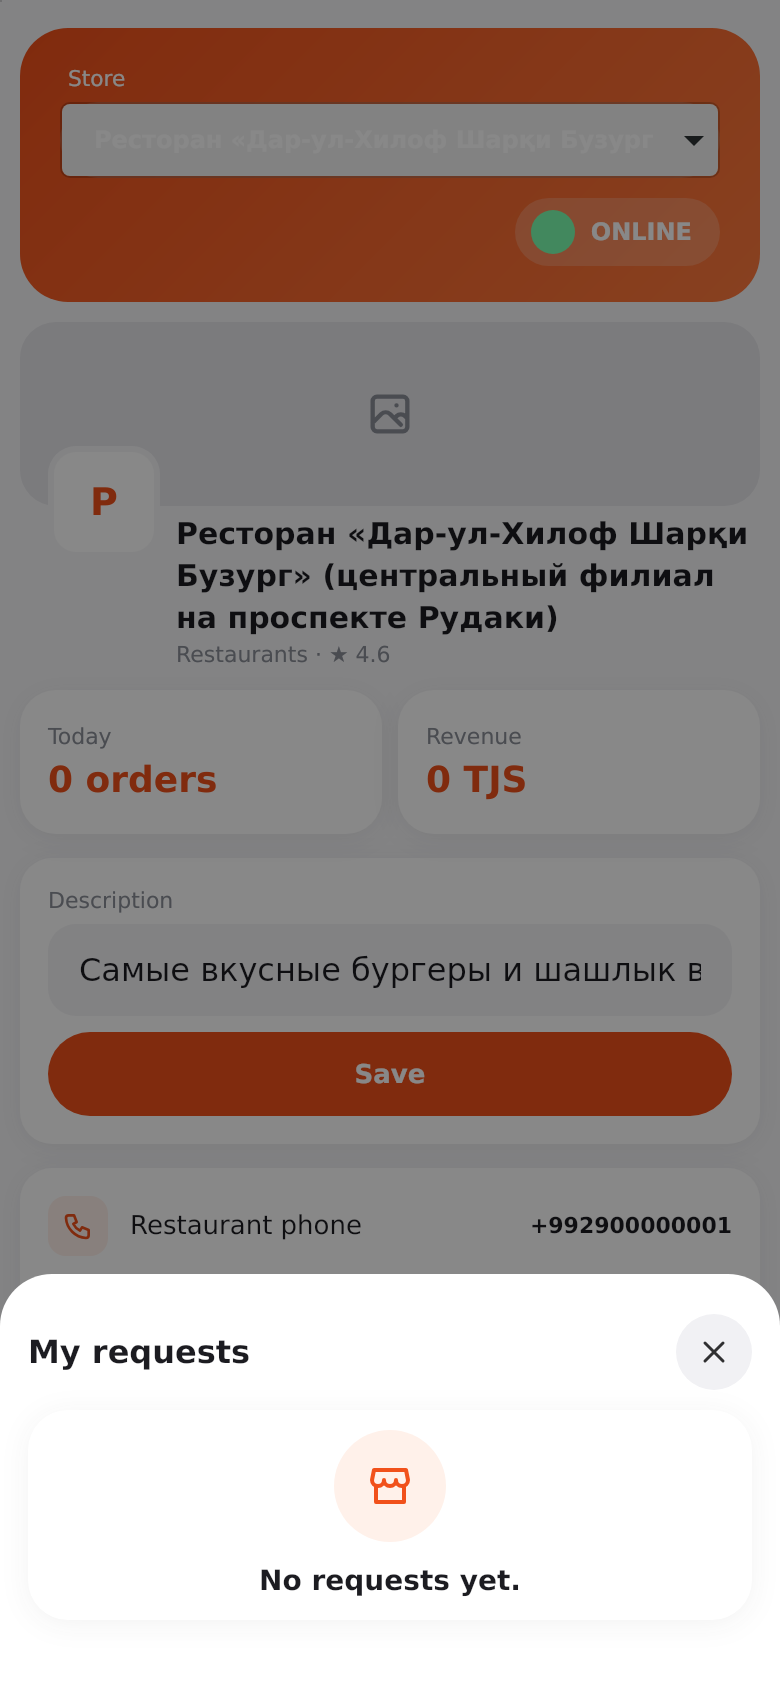 Store
Ресторан «Дар-ул-Хилоф Шарқи Бузург
ONLINE
Р
Ресторан «Дар-ул-Хилоф Шарқи
Бузург» (центральный филиал
на проспекте Рудаки)
Restaurants · ★ 4.6
Today
0 orders
Revenue
0 TJS
Description
Самые вкусные бургеры и шашлык в
Save
Restaurant phone
+992900000001
My requests
No requests yet.